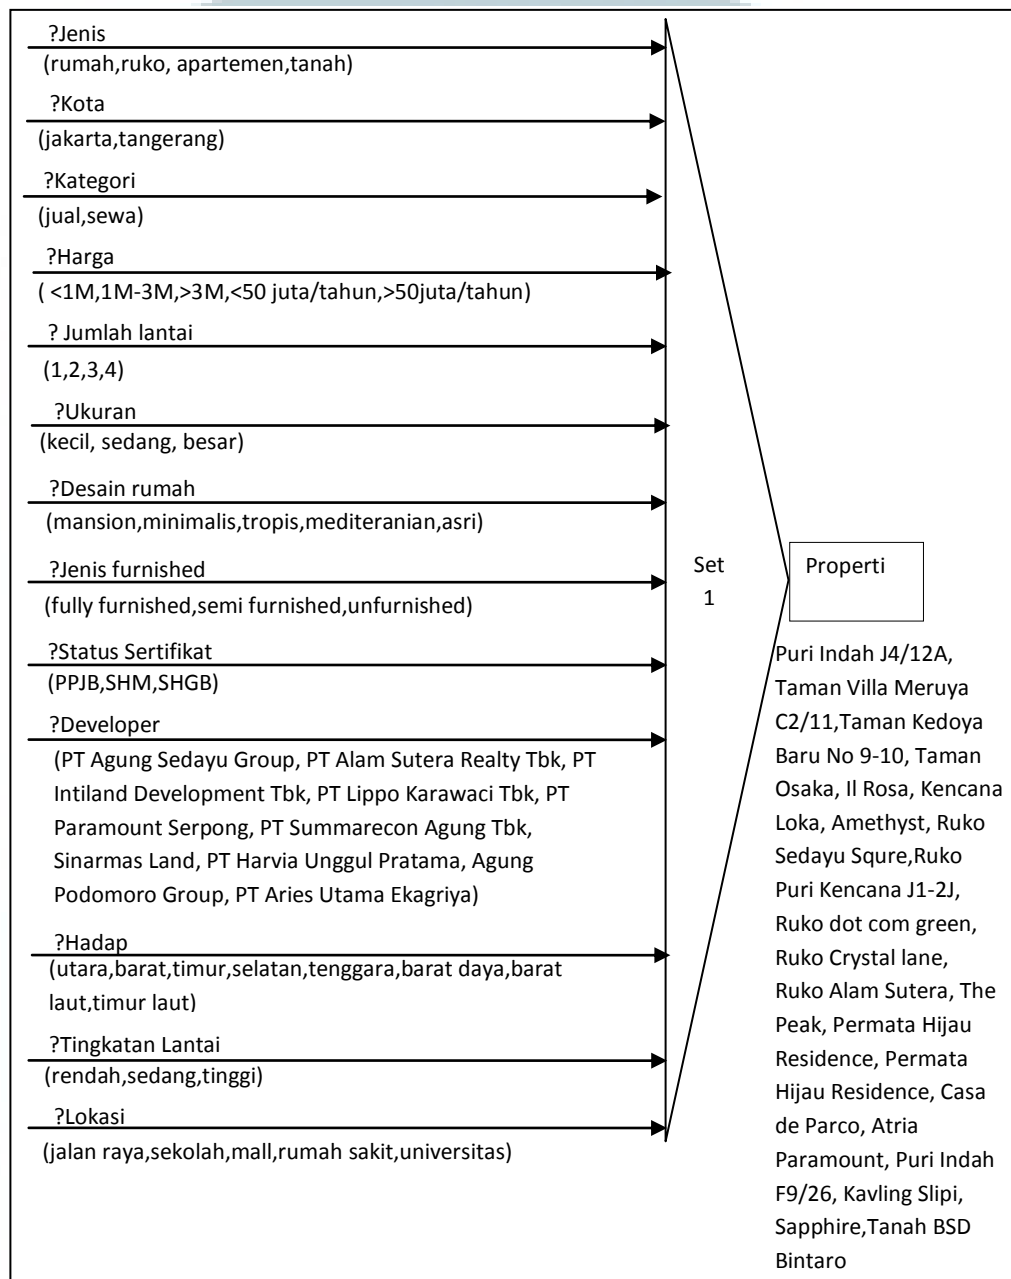 ?Jenis
(rumah,ruko, apartemen,tanah)
?Kota
(jakarta,tangerang)
?Kategori
(jual,sewa)
?Harga
( <1M,1M-3M,>3M,<50 juta/tahun,>50juta/tahun)
? Jumlah lantai
(1,2,3,4)
?Ukuran
(kecil, sedang, besar)
?Desain rumah
(mansion,minimalis,tropis,mediteranian,asri)
?Jenis furnished
(fully furnished,semi furnished,unfurnished)
?Status Sertifikat
(PPJB,SHM,SHGB)
?Developer
(PT Agung Sedayu Group, PT Alam Sutera Realty Tbk, PT
Intiland Development Tbk, PT Lippo Karawaci Tbk, PT
Paramount Serpong, PT Summarecon Agung Tbk,
Sinarmas Land, PT Harvia Unggul Pratama, Agung
Podomoro Group, PT Aries Utama Ekagriya)
?Hadap
(utara,barat,timur,selatan,tenggara,barat daya,barat
laut,timur laut)
?Tingkatan Lantai
(rendah,sedang,tinggi)
?Lokasi
(jalan raya,sekolah,mall,rumah sakit,universitas)
Set
1
Properti
Puri Indah J4/12A,
Taman Villa Meruya
C2/11,Taman Kedoya
Baru No 9-10, Taman
Osaka, Il Rosa, Kencana
Loka, Amethyst, Ruko
Sedayu Squre,Ruko
Puri Kencana J1-2J,
Ruko dot com green,
Ruko Crystal lane,
Ruko Alam Sutera, The
Peak, Permata Hijau
Residence, Permata
Hijau Residence, Casa
de Parco, Atria
Paramount, Puri Indah
F9/26, Kavling Slipi,
Sapphire,Tanah BSD
Bintaro